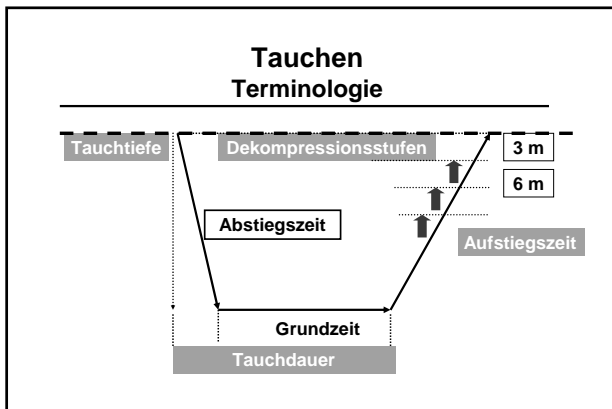 Tauchen
Terminologie
Tauchtiefe
Dekompressionsstufen
3 m
6 m
Abstiegszeit
Aufstiegszeit
Grundzeit
Tauchdauer